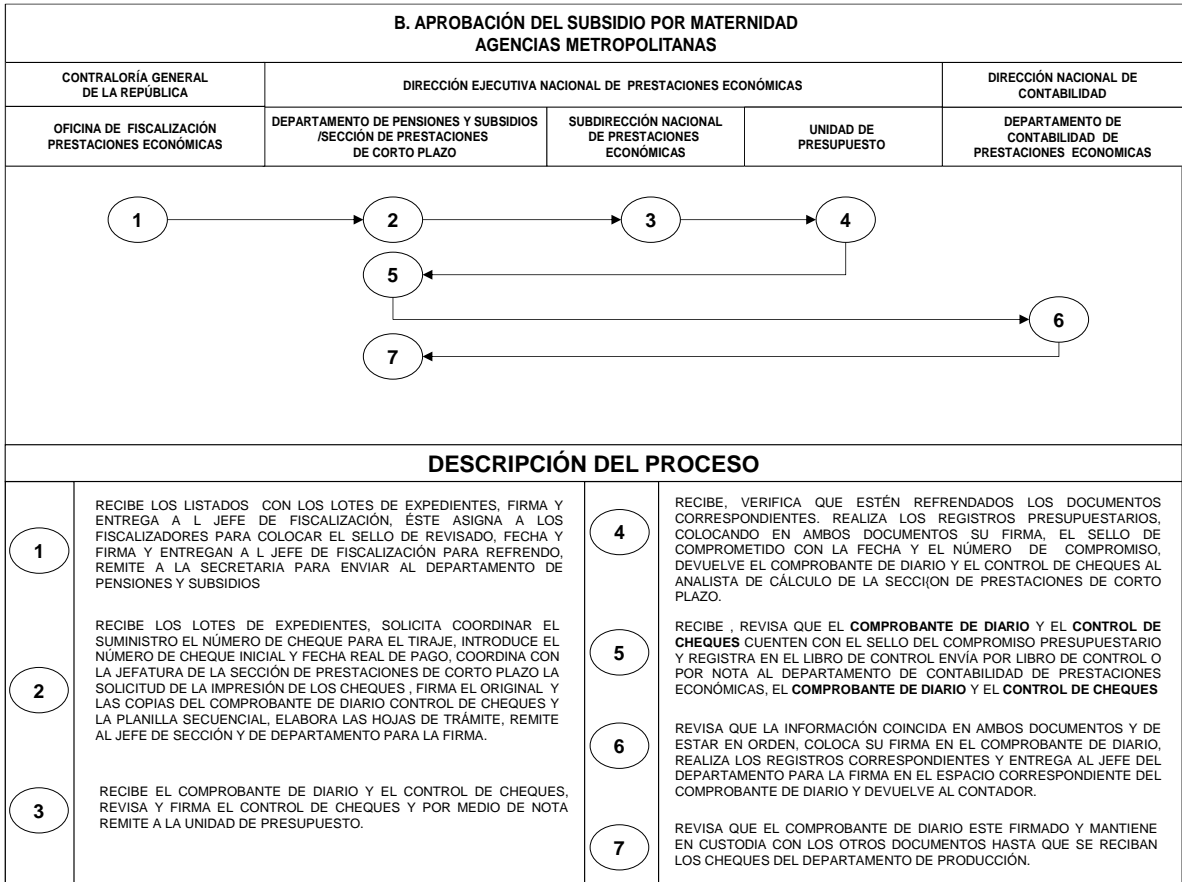 B. APROBACIÓN DEL SUBSIDIO POR MATERNIDAD
AGENCIAS METROPOLITANAS
CONTRALORÍA GENERAL
DE LA REPÚBLICA
DIRECCIÓN EJECUTIVA NACIONAL DE PRESTACIONES ECONÓMICAS
DIRECCIÓN NACIONAL DE
CONTABILIDAD
OFICINA DE FISCALIZACIÓN
PRESTACIONES ECONÓMICAS
DEPARTAMENTO DE PENSIONES Y SUBSIDIOS
/SECCIÓN DE PRESTACIONES
DE CORTO PLAZO
SUBDIRECCIÓN NACIONAL
DE PRESTACIONES
ECONÓMICAS
UNIDAD DE
PRESUPUESTO
DEPARTAMENTO DE
CONTABILIDAD DE
PRESTACIONES ECONOMICAS
1
2
3
4
5
6
7
DESCRIPCIÓN DEL PROCESO
1
RECIBE LOS LISTADOS CON LOS LOTES DE EXPEDIENTES, FIRMA Y
ENTREGA A L JEFE DE FISCALIZACIÓN, ÉSTE ASIGNA A LOS
FISCALIZADORES PARA COLOCAR EL SELLO DE REVISADO, FECHA Y
FIRMA Y ENTREGAN A L JEFE DE FISCALIZACIÓN PARA REFRENDO,
REMITE A LA SECRETARIA PARA ENVIAR AL DEPARTAMENTO DE
PENSIONES Y SUBSIDIOS
2
RECIBE LOS LOTES DE EXPEDIENTES, SOLICITA COORDINAR EL
SUMINISTRO EL NÚMERO DE CHEQUE PARA EL TIRAJE, INTRODUCE EL
NÚMERO DE CHEQUE INICIAL Y FECHA REAL DE PAGO, COORDINA CON
LA JEFATURA DE LA SECCIÓN DE PRESTACIONES DE CORTO PLAZO LA
SOLICITUD DE LA IMPRESIÓN DE LOS CHEQUES , FIRMA EL ORIGINAL Y
LAS COPIAS DEL COMPROBANTE DE DIARIO CONTROL DE CHEQUES Y
LA PLANILLA SECUENCIAL, ELABORA LAS HOJAS DE TRÁMITE, REMITE
AL JEFE DE SECCIÓN Y DE DEPARTAMENTO PARA LA FIRMA.
3
RECIBE EL COMPROBANTE DE DIARIO Y EL CONTROL DE CHEQUES,
REVISA Y FIRMA EL CONTROL DE CHEQUES Y POR MEDIO DE NOTA
REMITE A LA UNIDAD DE PRESUPUESTO.
4
RECIBE, VERIFICA QUE ESTÉN REFRENDADOS LOS DOCUMENTOS
CORRESPONDIENTES. REALIZA LOS REGISTROS PRESUPUESTARIOS,
COLOCANDO EN AMBOS DOCUMENTOS SU FIRMA, EL SELLO DE
COMPROMETIDO CON LA FECHA Y EL NÚMERO DE COMPROMISO,
DEVUELVE EL COMPROBANTE DE DIARIO Y EL CONTROL DE CHEQUES AL
ANALISTA DE CÁLCULO DE LA SECCI{ON DE PRESTACIONES DE CORTO
PLAZO.
5
RECIBE , REVISA QUE EL COMPROBANTE DE DIARIO Y EL CONTROL DE
CHEQUES CUENTEN CON EL SELLO DEL COMPROMISO PRESUPUESTARIO
Y REGISTRA EN EL LIBRO DE CONTROL ENVÍA POR LIBRO DE CONTROL O
POR NOTA AL DEPARTAMENTO DE CONTABILIDAD DE PRESTACIONES
ECONÓMICAS, EL COMPROBANTE DE DIARIO Y EL CONTROL DE CHEQUES
6
REVISA QUE LA INFORMACIÓN COINCIDA EN AMBOS DOCUMENTOS Y DE
ESTAR EN ORDEN, COLOCA SU FIRMA EN EL COMPROBANTE DE DIARIO,
REALIZA LOS REGISTROS CORRESPONDIENTES Y ENTREGA AL JEFE DEL
DEPARTAMENTO PARA LA FIRMA EN EL ESPACIO CORRESPONDIENTE DEL
COMPROBANTE DE DIARIO Y DEVUELVE AL CONTADOR.
7
REVISA QUE EL COMPROBANTE DE DIARIO ESTE FIRMADO Y MANTIENE
EN CUSTODIA CON LOS OTROS DOCUMENTOS HASTA QUE SE RECIBAN
LOS CHEQUES DEL DEPARTAMENTO DE PRODUCCIÓN.